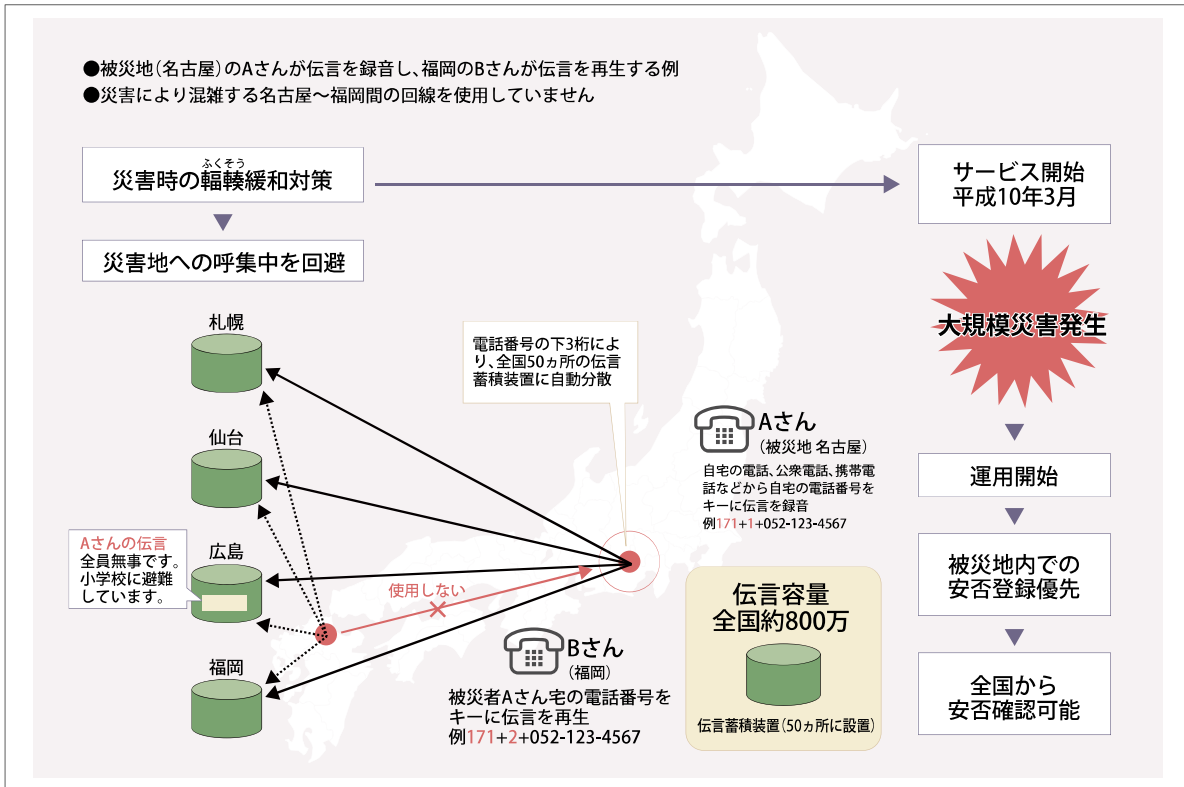 ●被災地(名古屋)のAさんが伝言を録音し、福岡のBさんが伝言を再生する例
●災害により混雑する名古屋～福岡間の回線を使用していません
ふくそう
災害時の輻輳緩和対策
サービス開始
平成10年3月
災害地への呼集中を回避
大規模災害発生
札幌
電話番号の下3桁によ
り、全国50ヵ所の伝言
蓄積装置に自動分散
仙台
Aさん
(被災地 名古屋)
自宅の電話、公衆電話、携帯電
話などから自宅の電話番号を
キーに伝言を録音
例171+1+052-123-4567
運用開始
Aさんの伝言
全員無事です。
小学校に避難
しています。
広島
使用しない
被災地内での
安否登録優先
伝言容量
全国約800万
伝言蓄積装置(50ヵ所に設置)
福岡
Bさん
(福岡)
被災者Aさん宅の電話番号を
キーに伝言を再生
例171+2+052-123-4567
全国から
安否確認可能